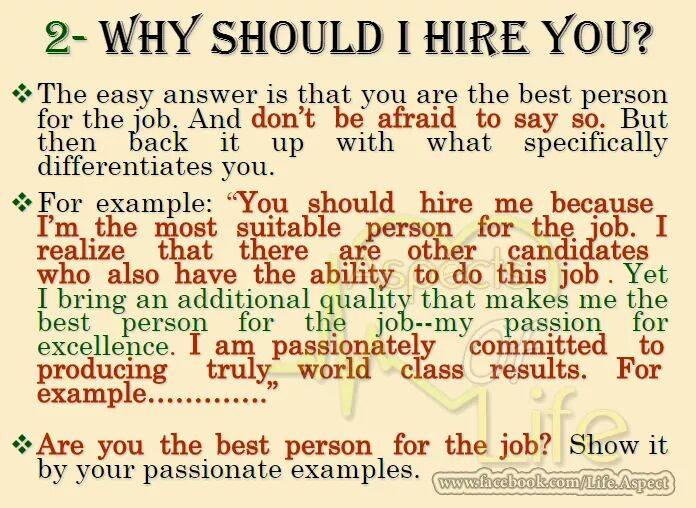 2- WHY SHOULD I HIRE YOU?
❖ The easy answer is that you are the best person
for the job. And don't be afraid to say so. But
then back it up with what specifically
differentiates you.
❖ For example: “You should hire me because
I'm the most suitable person for the job. I
realize that there are other candidates
who also have the ability to do this job . Yet
I bring an additional quality that makes me the
best person for the job--my passion for
excellence. I am passionately committed to
producing truly world class results. For
example..............”
❖ Are you the best person for the job? Show it
by your passionate examples.
Aspects
Of
Life
www.facebook.com/Life.Aspect